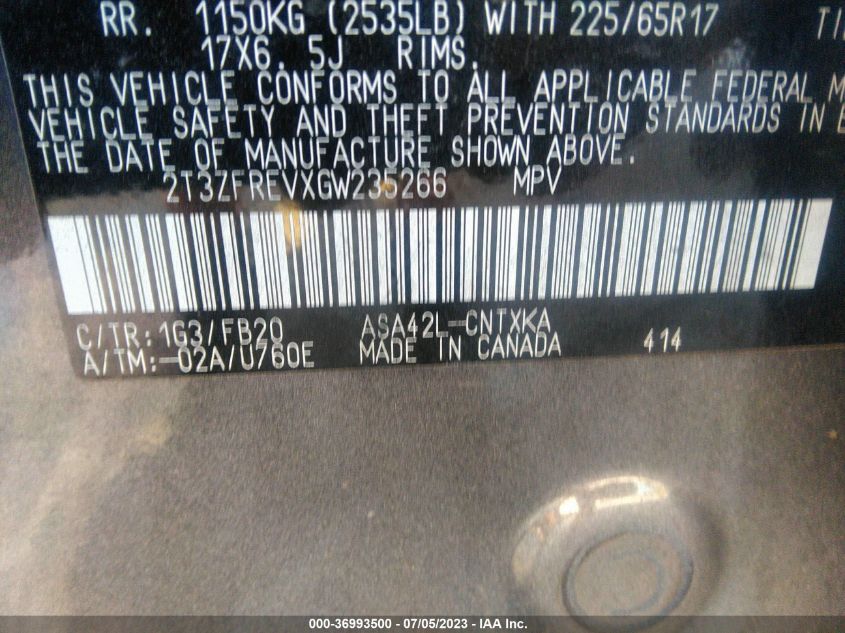 RR. 1150KG (2535LB) WITH 225/65R17
17X6. 5J RIMS.
THIS VEHICLE CONFORMS TO ALL APPLICABLE FEDERAL
VEHICLE SAFETY AND THEFT PREVENTION STANDARDS IN
THE DATE OF MANUFACTURE SHOWN ABOVE.
2T3ZFREVXGW235266 MPV
C/TR: 1G3/FB20 ASA42L-CNTXKA
A/TM:-02A/U760E MADE IN CANADA 414
000-36993500 - 07/05/2023 - IAA Inc.